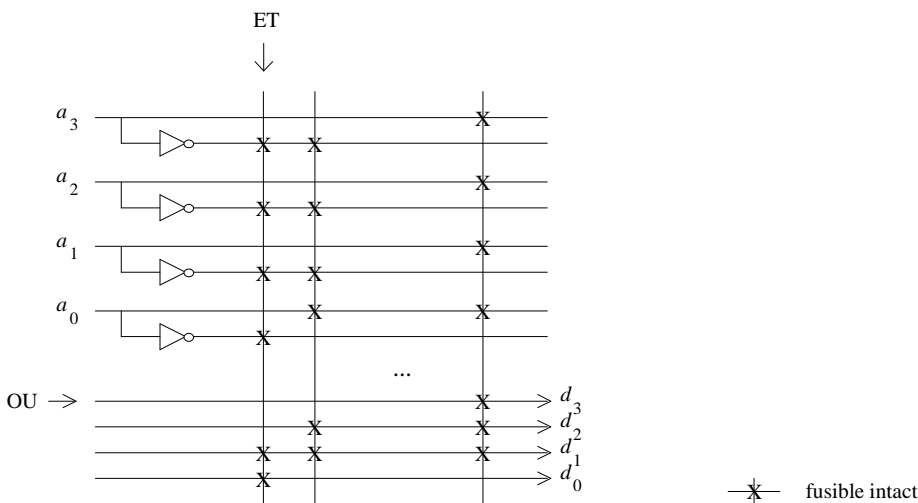 ET
a3
a2
a1
a0
...
OU
d3
d2
d1
d0
fusible intact